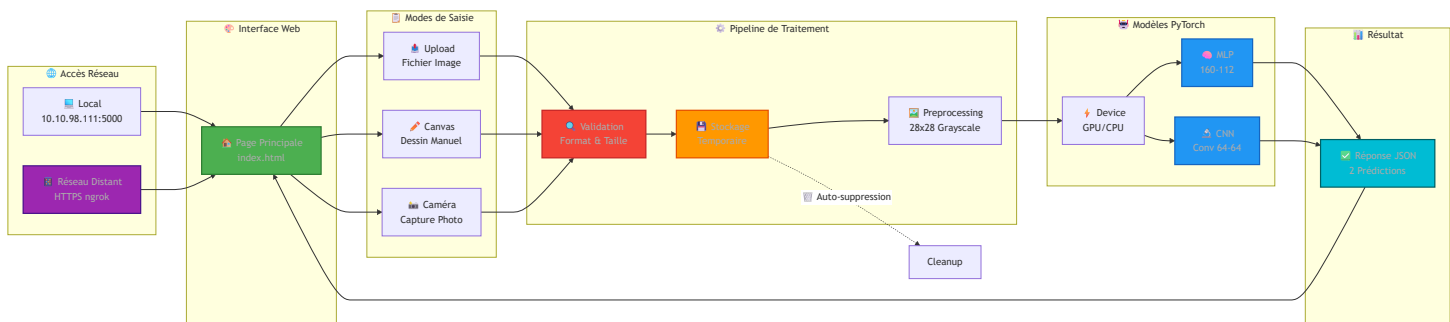 🌐 Accès Réseau
💻 Local
10.10.98.111:5000
Réseau Distant
HTTPS ngrok
🎨 Interface Web
🏠 Page Principale
Index.html
📋 Modes de Saisie
📤 Upload
Fichier Image
🖍️ Canvas
Dessin Manuel
📸 Caméra
Capture Photo
⚙️ Pipeline de Traitement
🔍 Validation
Format & Taille
💾
🖼️ Preprocessing
28x28 Grayscale
🗑️ Auto-suppression
Cleanup
🤖 Modèles PyTorch
⚡ Device
GPU/CPU
🧠 MLP
160-112
🔬 CNN
Conv 64-64
📊 Résultat
✅ Réponse JSON
2 Prédictions